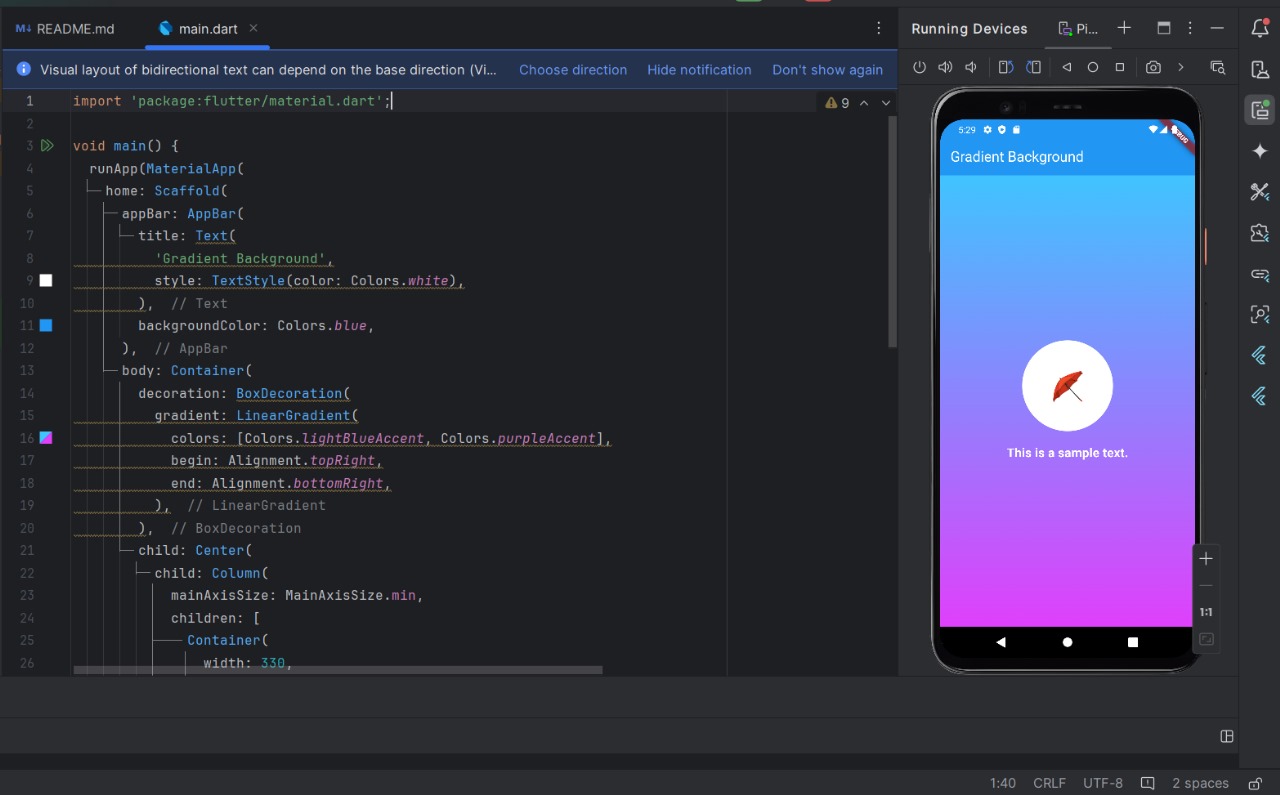 README.md
main.dart
Running Devices
Pi...
Visual layout of bidirectional text can depend on the base direction (Vi... Choose direction Hide notification Don't show again
9
1 import 'package:flutter/material.dart';
2
3 void main() {
4 runApp(MaterialApp(
5 home: Scaffold(
6 appBar: AppBar(
7 title: Text(
8 'Gradient Background',
9 style: TextStyle(color: Colors.white),
10 ), // Text
11 backgroundColor: Colors.blue,
12 ), // AppBar
13 body: Container(
14 decoration: BoxDecoration(
15 gradient: LinearGradient(
16 colors: [Colors.lightBlueAccent, Colors.purpleAccent],
17 begin: Alignment.topRight,
18 end: Alignment.bottomRight,
19 ), // LinearGradient
20 ), // BoxDecoration
21 child: Center(
22 child: Column(
23 mainAxisSize: MainAxisSize.min,
24 children: [
25 Container(
26 width: 330,
5:29
Gradient Background
This is a sample text.
1:1
1:40 CRLF UTF-8 2 spaces